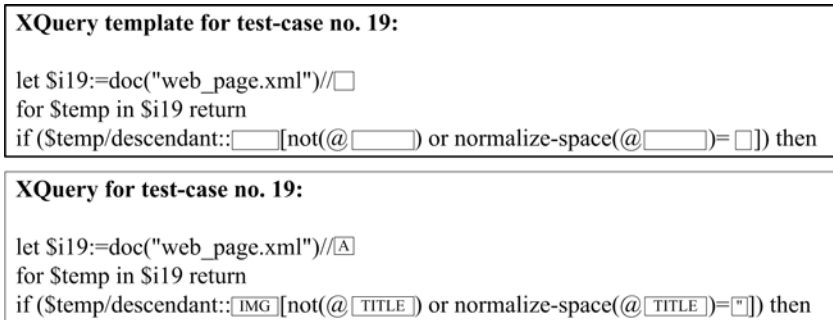 XQuery template for test-case no. 19:
let $i19:=doc("web_page.xml")//
for $temp in $i19 return
if ($temp/descendant::[not(@) or normalize-space(@)=]) then
XQuery for test-case no. 19:
let $i19:=doc("web_page.xml")//A
for $temp in $i19 return
if ($temp/descendant::IMG[not(@TITLE) or normalize-space(@TITLE)="]) then